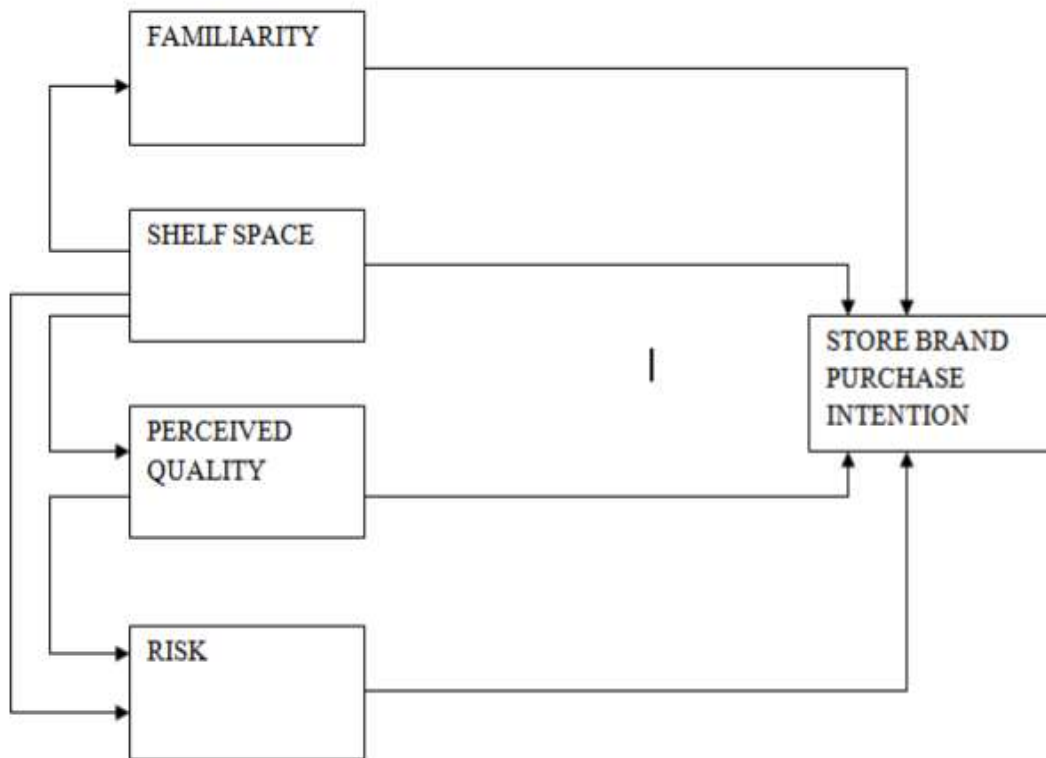 FAMILIARITY
SHELF SPACE
STORE BRAND
PURCHASE
INTENTION
PERCEIVED
QUALITY
RISK